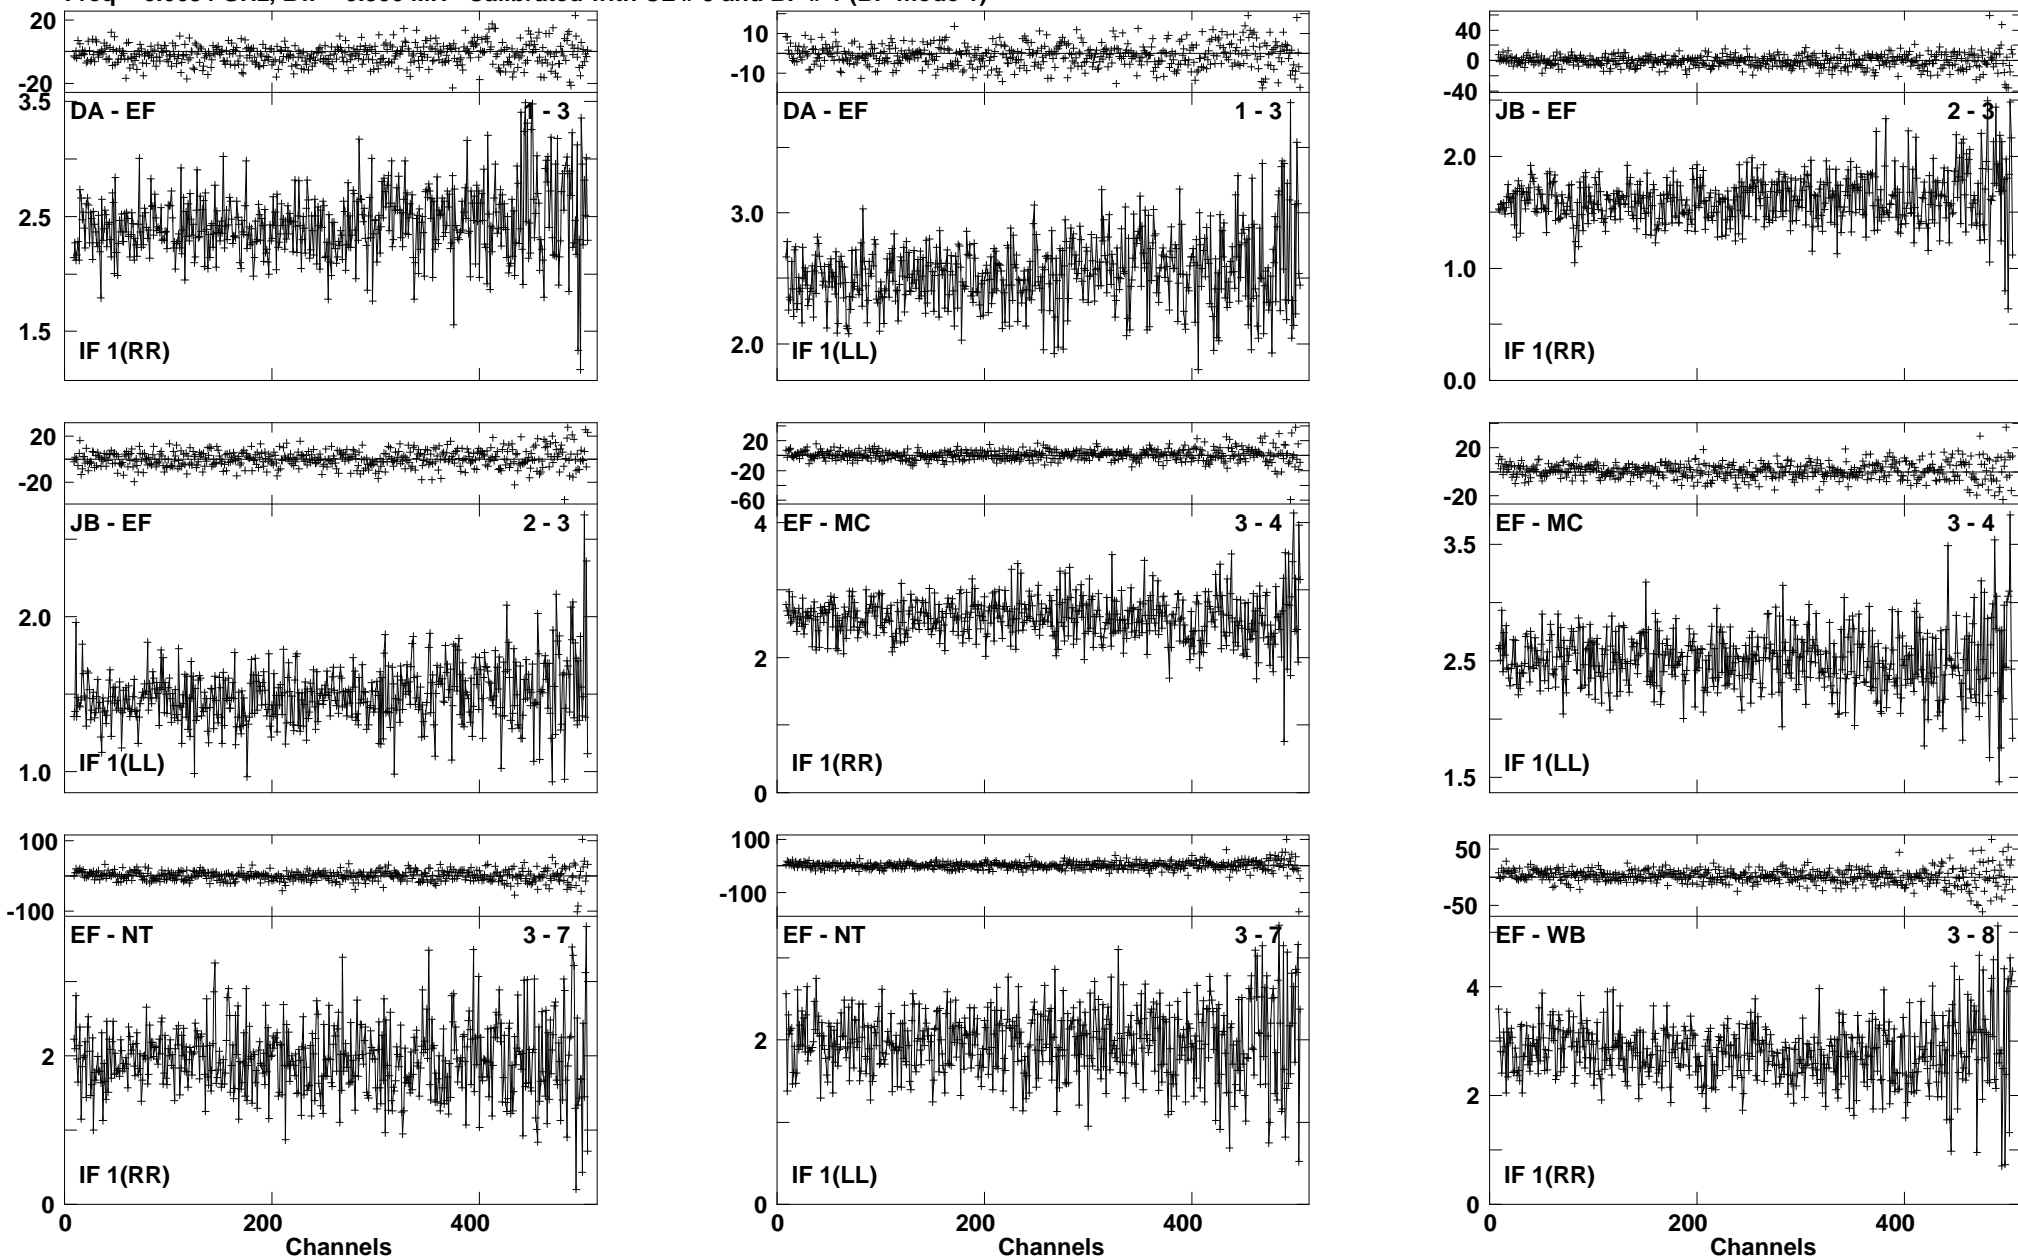 20
-20
3.5
DA - EF 1 - 3
2.5
1.5
IF 1(RR)
10
-10
DA - EF 1 - 3
3.0
2.0
IF 1(LL)
40
0
-40
JB - EF 2 - 3
2.0
1.0
IF 1(RR)
0.0
20
-20
JB - EF 2 - 3
2.0
1.0
IF 1(LL)
20
-20
-60
EF - MC 3 - 4
4
2
IF 1(RR)
0
20
-20
EF - MC 3 - 4
3.5
2.5
1.5
IF 1(LL)
100
-100
EF - NT 3 - 7
2
IF 1(RR)
0
0 200 400
Channels
100
-100
EF - NT 3 - 7
2
IF 1(LL)
0
0 200 400
Channels
50
-50
EF - WB 3 - 8
4
2
IF 1(RR)
0
0 200 400
Channels